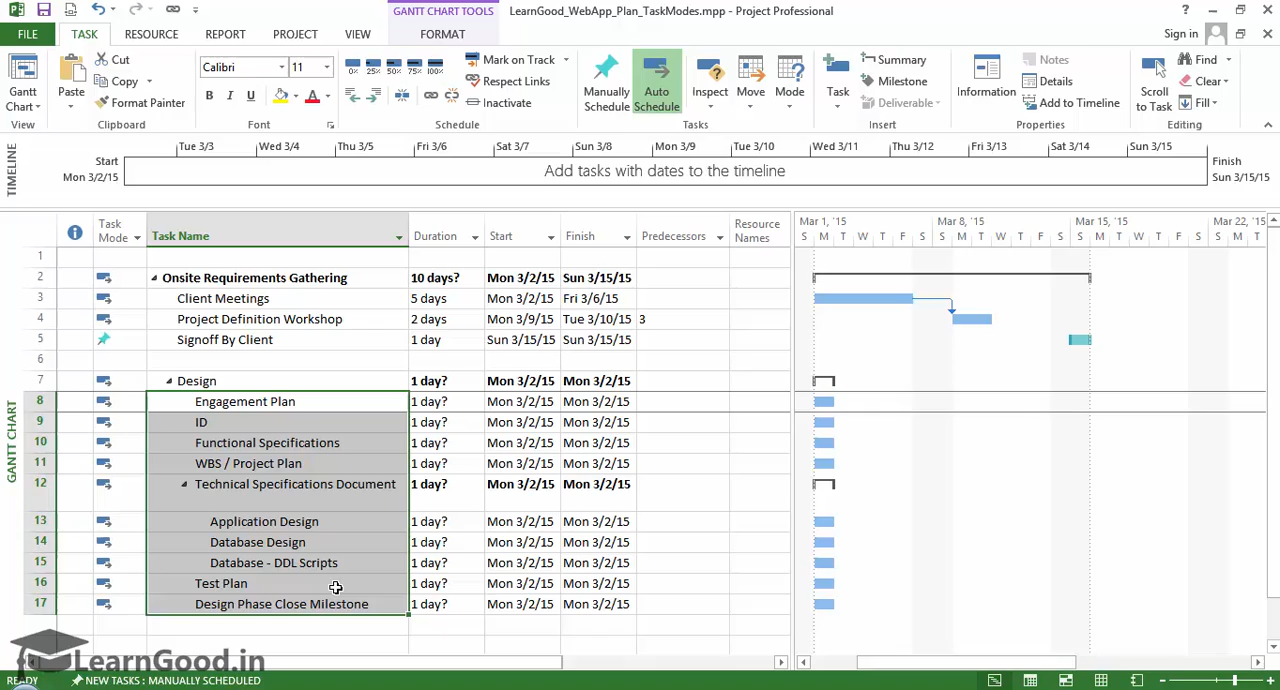 GANTT CHART TOOLS
LearnGood_WebApp_Plan_TaskModes.mpp - Project Professional
FILE TASK RESOURCE REPORT PROJECT VIEW FORMAT Sign in
Gantt Chart
View
Paste
Cut
Copy
Format Painter
Clipboard
Calibri 11
B I U A
Font
0% 25% 50% 75% 100%
Mark on Track
Respect Links
Inactivate
Schedule
Manually Schedule
Auto Schedule
Inspect
Move
Mode
Tasks
Task
Summary
Milestone
Deliverable
Insert
Information
Notes
Details
Add to Timeline
Properties
Scroll to Task
Find
Clear
Fill
Editing
TIMELINE
Tue 3/3 Wed 3/4 Thu 3/5 Fri 3/6 Sat 3/7 Sun 3/8 Mon 3/9 Tue 3/10 Wed 3/11 Thu 3/12 Fri 3/13 Sat 3/14 Sun 3/15
Start
Mon 3/2/15
Add tasks with dates to the timeline
Finish
Sun 3/15/15
GANTT CHART
Task Mode Task Name Duration Start Finish Predecessors Resource Names
Mar 1, '15 Mar 8, '15 Mar 15, '15 Mar 22, '15
S M T W T F S S M T W T F S S M T W T F S S M T
1
2 Onsite Requirements Gathering 10 days? Mon 3/2/15 Sun 3/15/15
3 Client Meetings 5 days Mon 3/2/15 Fri 3/6/15
4 Project Definition Workshop 2 days Mon 3/9/15 Tue 3/10/15 3
5 Signoff By Client 1 day Sun 3/15/15 Sun 3/15/15
6
7 Design 1 day? Mon 3/2/15 Mon 3/2/15
8 Engagement Plan 1 day? Mon 3/2/15 Mon 3/2/15
9 ID 1 day? Mon 3/2/15 Mon 3/2/15
10 Functional Specifications 1 day? Mon 3/2/15 Mon 3/2/15
11 WBS / Project Plan 1 day? Mon 3/2/15 Mon 3/2/15
12 Technical Specifications Document 1 day? Mon 3/2/15 Mon 3/2/15
13 Application Design 1 day? Mon 3/2/15 Mon 3/2/15
14 Database Design 1 day? Mon 3/2/15 Mon 3/2/15
15 Database - DDL Scripts 1 day? Mon 3/2/15 Mon 3/2/15
16 Test Plan 1 day? Mon 3/2/15 Mon 3/2/15
17 Design Phase Close Milestone 1 day? Mon 3/2/15 Mon 3/2/15
LearnGood.in
READY NEW TASKS : MANUALLY SCHEDULED